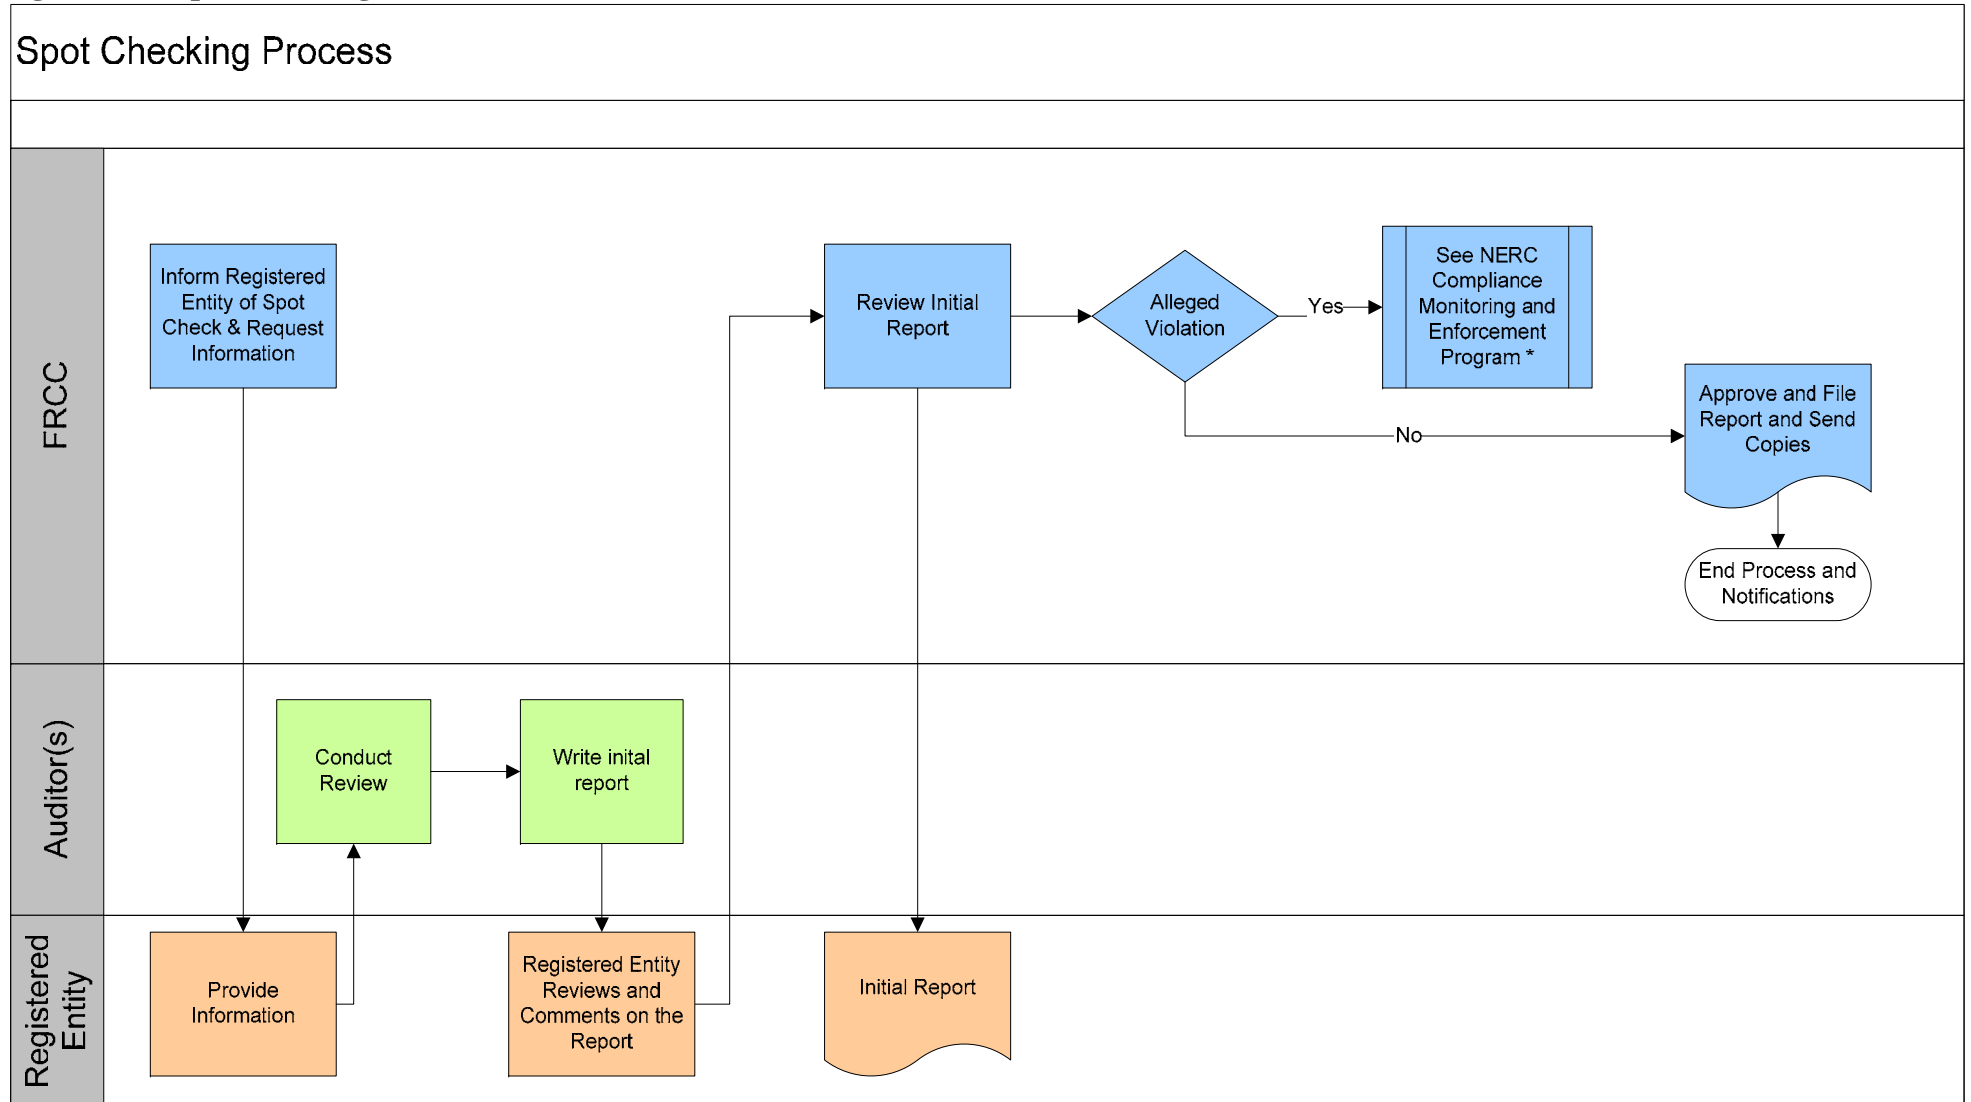 Spot Checking Process
FRCC
Inform Registered
Entity of Spot
Check & Request
Information
Review Initial
Report
Alleged
Violation
Yes
See NERC
Compliance
Monitoring and
Enforcement
Program *
No
Approve and File
Report and Send
Copies
End Process and
Notifications
Auditor(s)
Conduct
Review
Write inital
report
Registered
Entity
Provide
Information
Registered Entity
Reviews and
Comments on the
Report
Initial Report